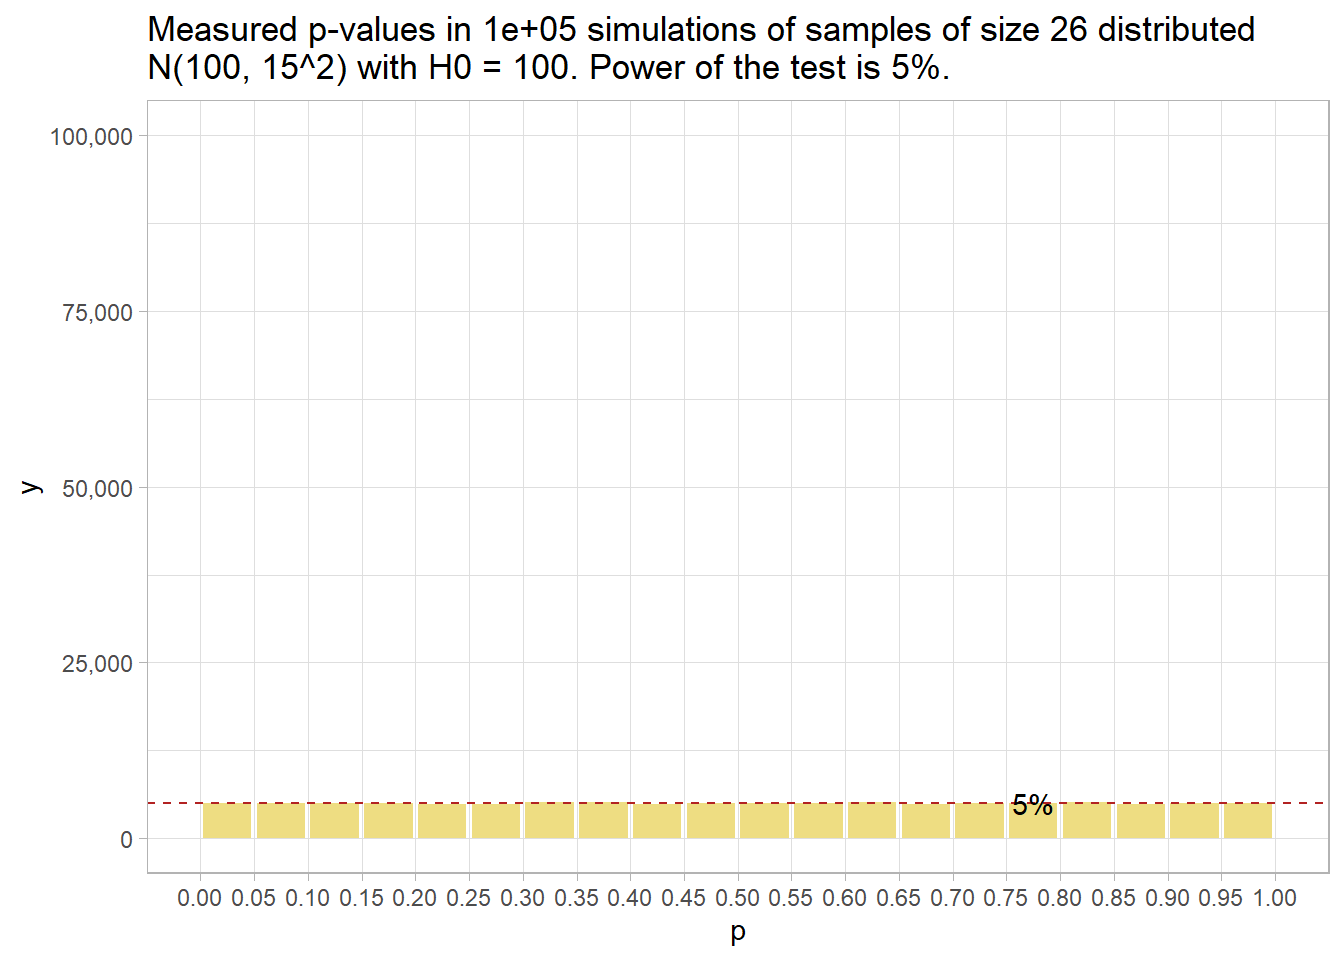 Measured p-values in 1e+05 simulations of samples of size 26 distributed
N(100, 15^2) with H0 = 100. Power of the test is 5%.
100,000
75,000
50,000
25,000
0
y
5%
0.00 0.05 0.10 0.15 0.20 0.25 0.30 0.35 0.40 0.45 0.50 0.55 0.60 0.65 0.70 0.75 0.80 0.85 0.90 0.95 1.00
p